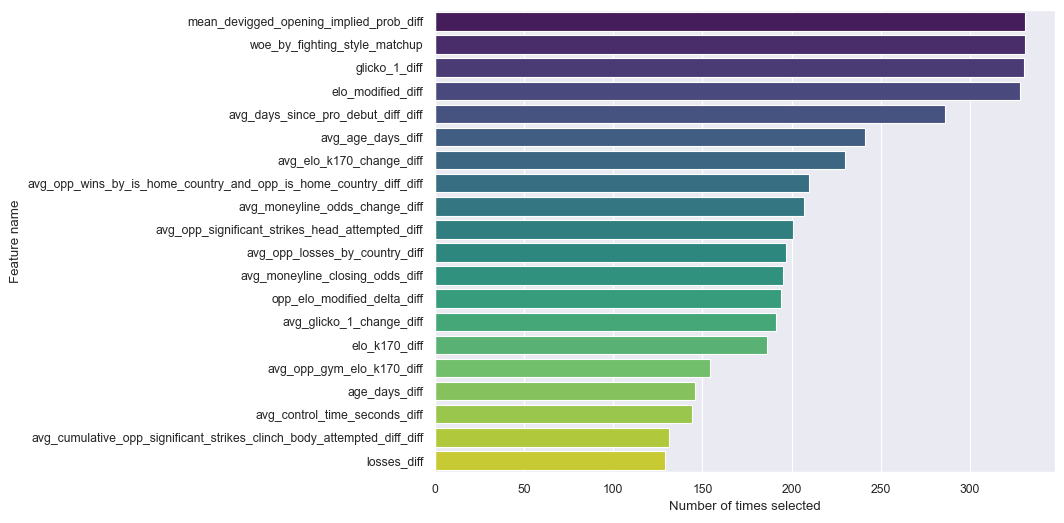 mean_devigged_opening_implied_prob_diff
woe_by_fighting_style_matchup
glicko_1_diff
elo_modified_diff
avg_days_since_pro_debut_diff_diff
avg_age_days_diff
avg_elo_k170_change_diff
avg_opp_wins_by_is_home_country_and_opp_is_home_country_diff_diff
avg_moneyline_odds_change_diff
avg_opp_significant_strikes_head_attempted_diff
avg_opp_losses_by_country_diff
avg_moneyline_closing_odds_diff
opp_elo_modified_delta_diff
avg_glicko_1_change_diff
elo_k170_diff
avg_opp_gym_elo_k170_diff
age_days_diff
avg_control_time_seconds_diff
avg_cumulative_opp_significant_strikes_clinch_body_attempted_diff_diff
losses_diff
Feature name
0 50 100 150 200 250 300
Number of times selected